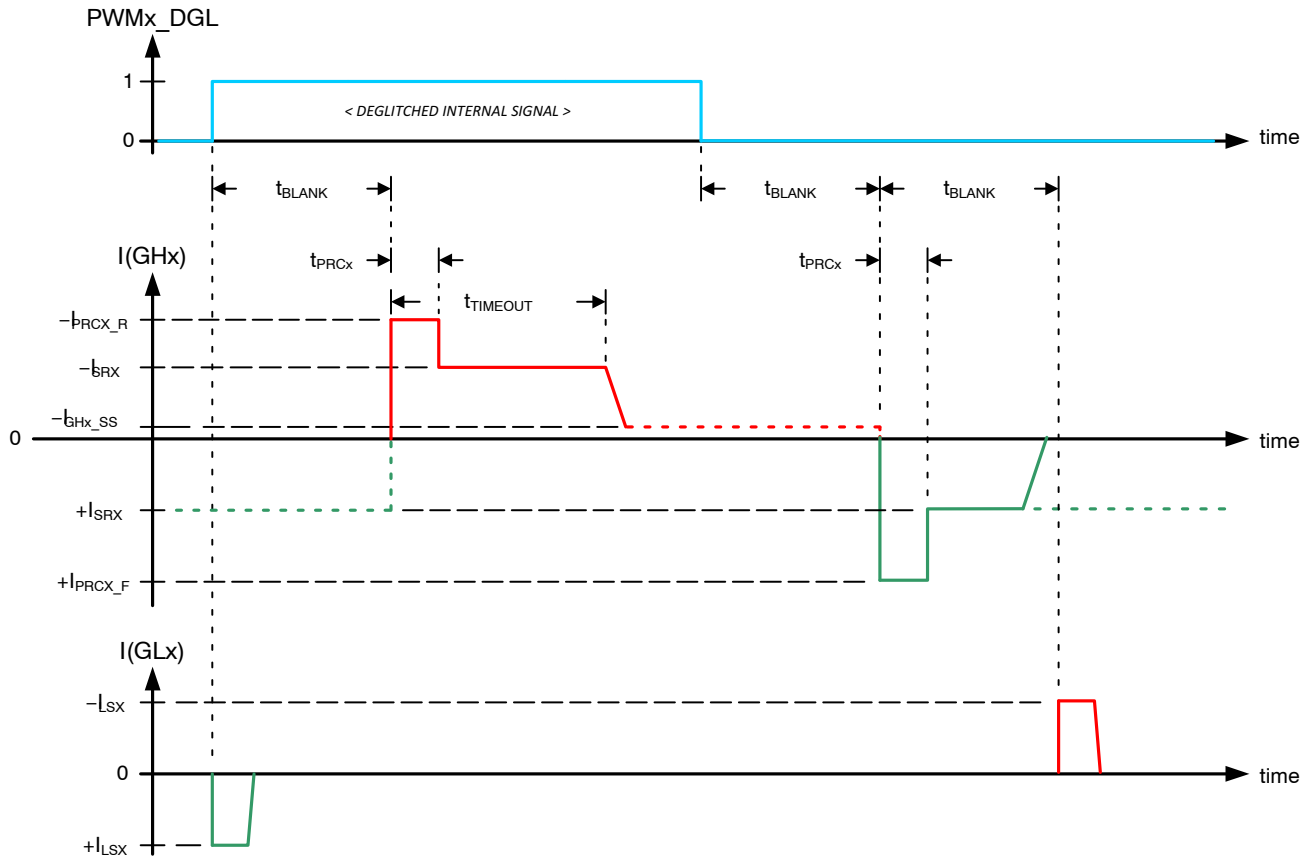 PWMx_DGL
1
< DEGLITCHED INTERNAL SIGNAL >
0
time
tBLANK
tBLANK
tBLANK
I(GHx)
tPRCx
tPRCx
tTIMEOUT
−IPRCX_R
−ISRX
−IGHx_SS
0
time
+ISRX
+IPRCX_F
I(GLx)
−ILSX
0
time
+ILSX